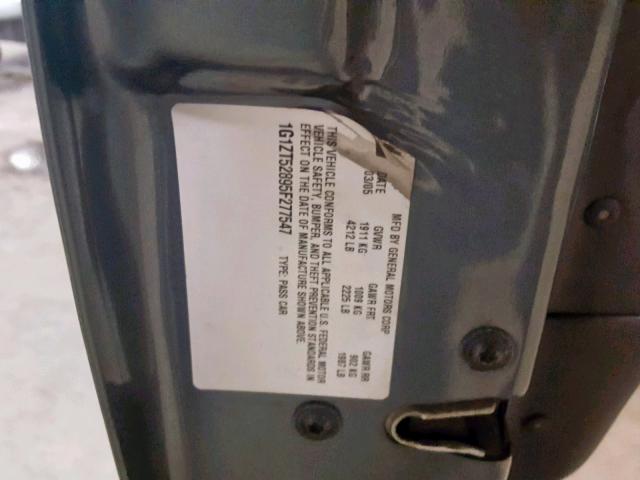 MFD BY GENERAL MOTORS CORP
DATE GVWR GAWR FRT GAWR RR
03/05 1911 KG 1009 KG 902 KG
4212 LB 2225 LB 1987 LB
THIS VEHICLE CONFORMS TO ALL APPLICABLE U.S. FEDERAL MOTOR
VEHICLE SAFETY, BUMPER, AND THEFT PREVENTION STANDARDS IN
EFFECT ON THE DATE OF MANUFACTURE SHOWN ABOVE.
1G1ZT52895F277547 TYPE: PASS CAR